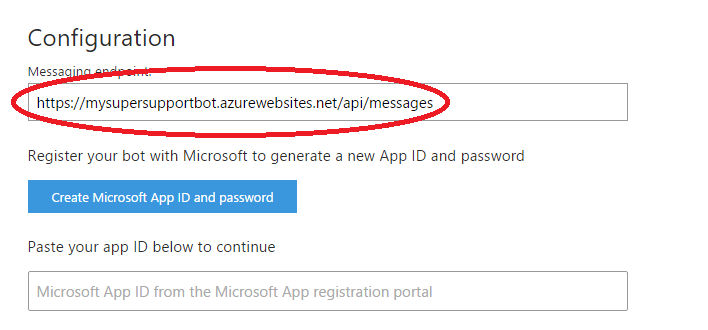 Configuration
Messaging endpoint:
https://mysupersupportbot.azurewebsites.net/api/messages
Register your bot with Microsoft to generate a new App ID and password
Create Microsoft App ID and password
Paste your app ID below to continue
Microsoft App ID from the Microsoft App registration portal